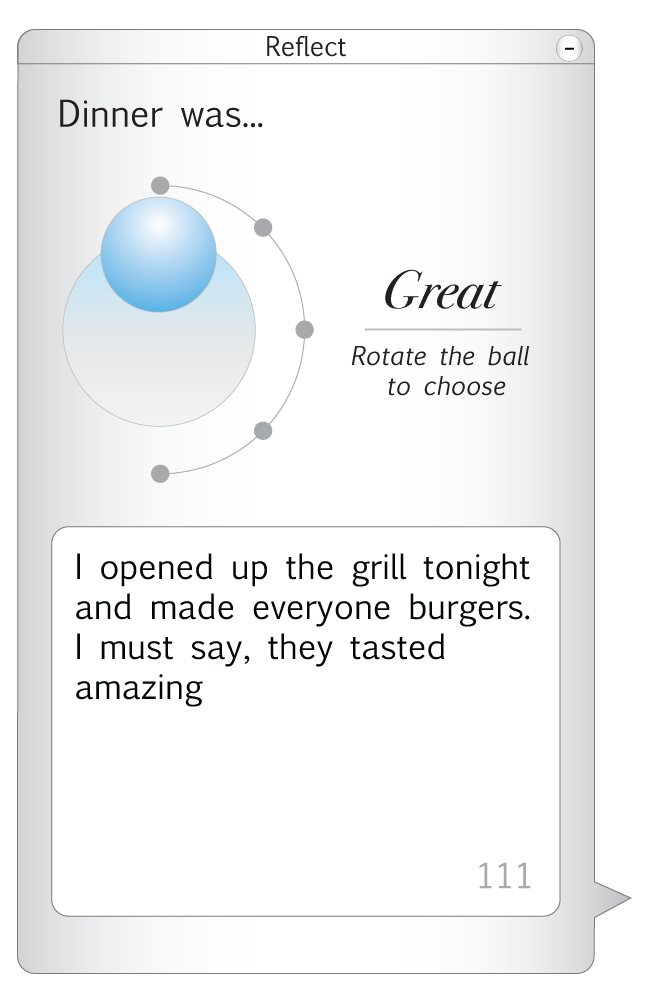 Reflect
-
Dinner was...
Great
Rotate the ball
to choose
I opened up the grill tonight
and made everyone burgers.
I must say, they tasted
amazing
111